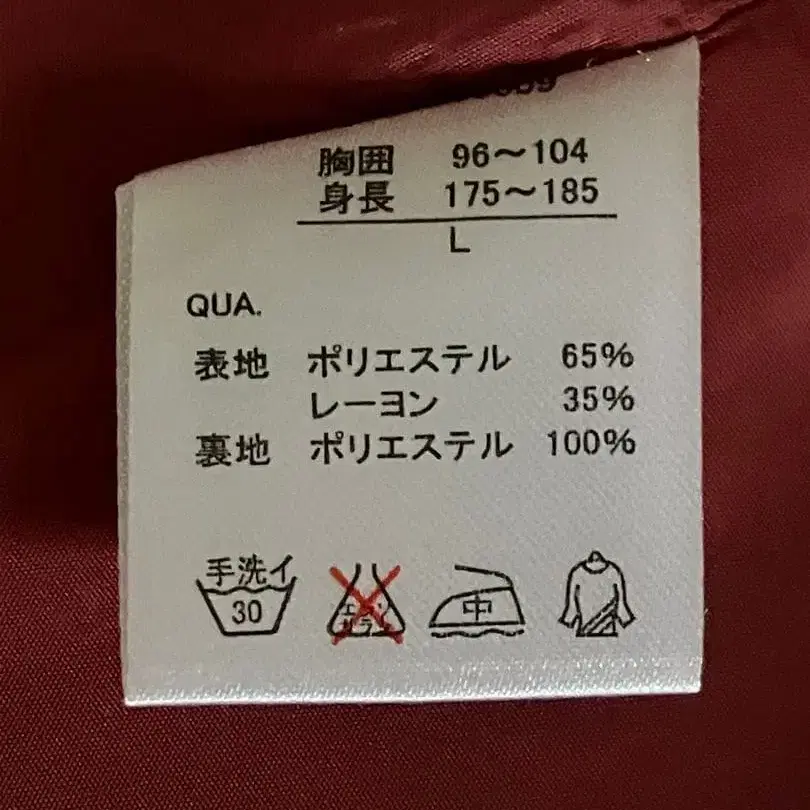 胸囲 96～104
身長 175～185
L
QUA.
表地 ポリエステル 65%
レーヨン 35%
裏地 ポリエステル 100%
手洗イ
30
中